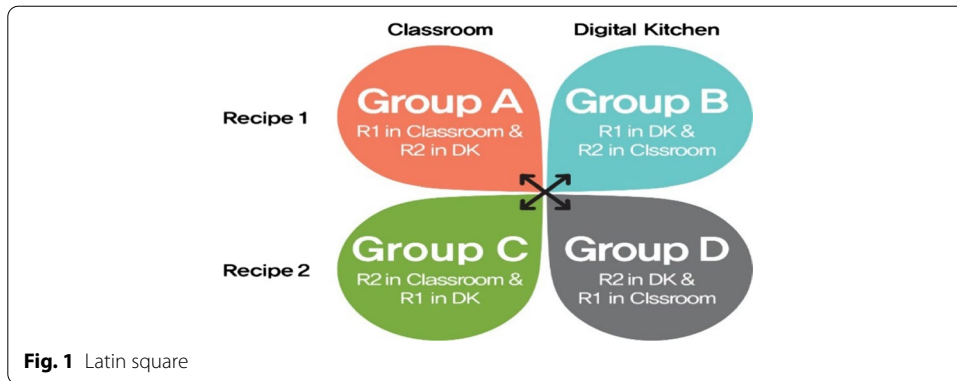 Classroom
Digital Kitchen
Recipe 1
Group A
R1 in Classroom &
R2 in DK
Group B
R1 in DK &
R2 in Clssroom
Recipe 2
Group C
R2 in Classroom &
R1 in DK
Group D
R2 in DK &
R1 in Clssroom
Fig. 1 Latin square